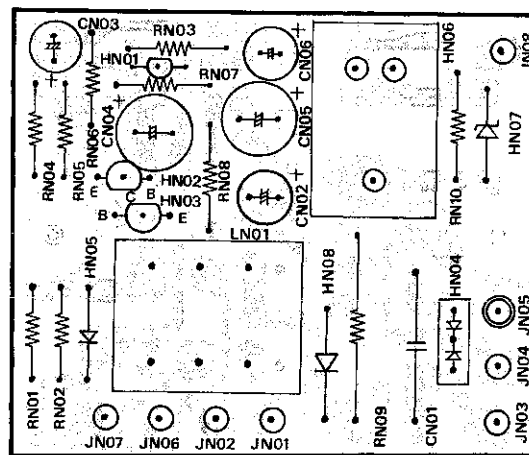 CN03
RN03
CN06
HN06
JN08
HN01
RN07
CN04
CN05
HN07
RN04
RN05
RN06
E
C
B
HN02
RN08
HN03
B
E
CN02
RN10
LN01
HN05
HN08
HN04
JN05
JN04
RN01
RN02
RN09
CN01
JN03
JN07
JN06
JN02
JN01